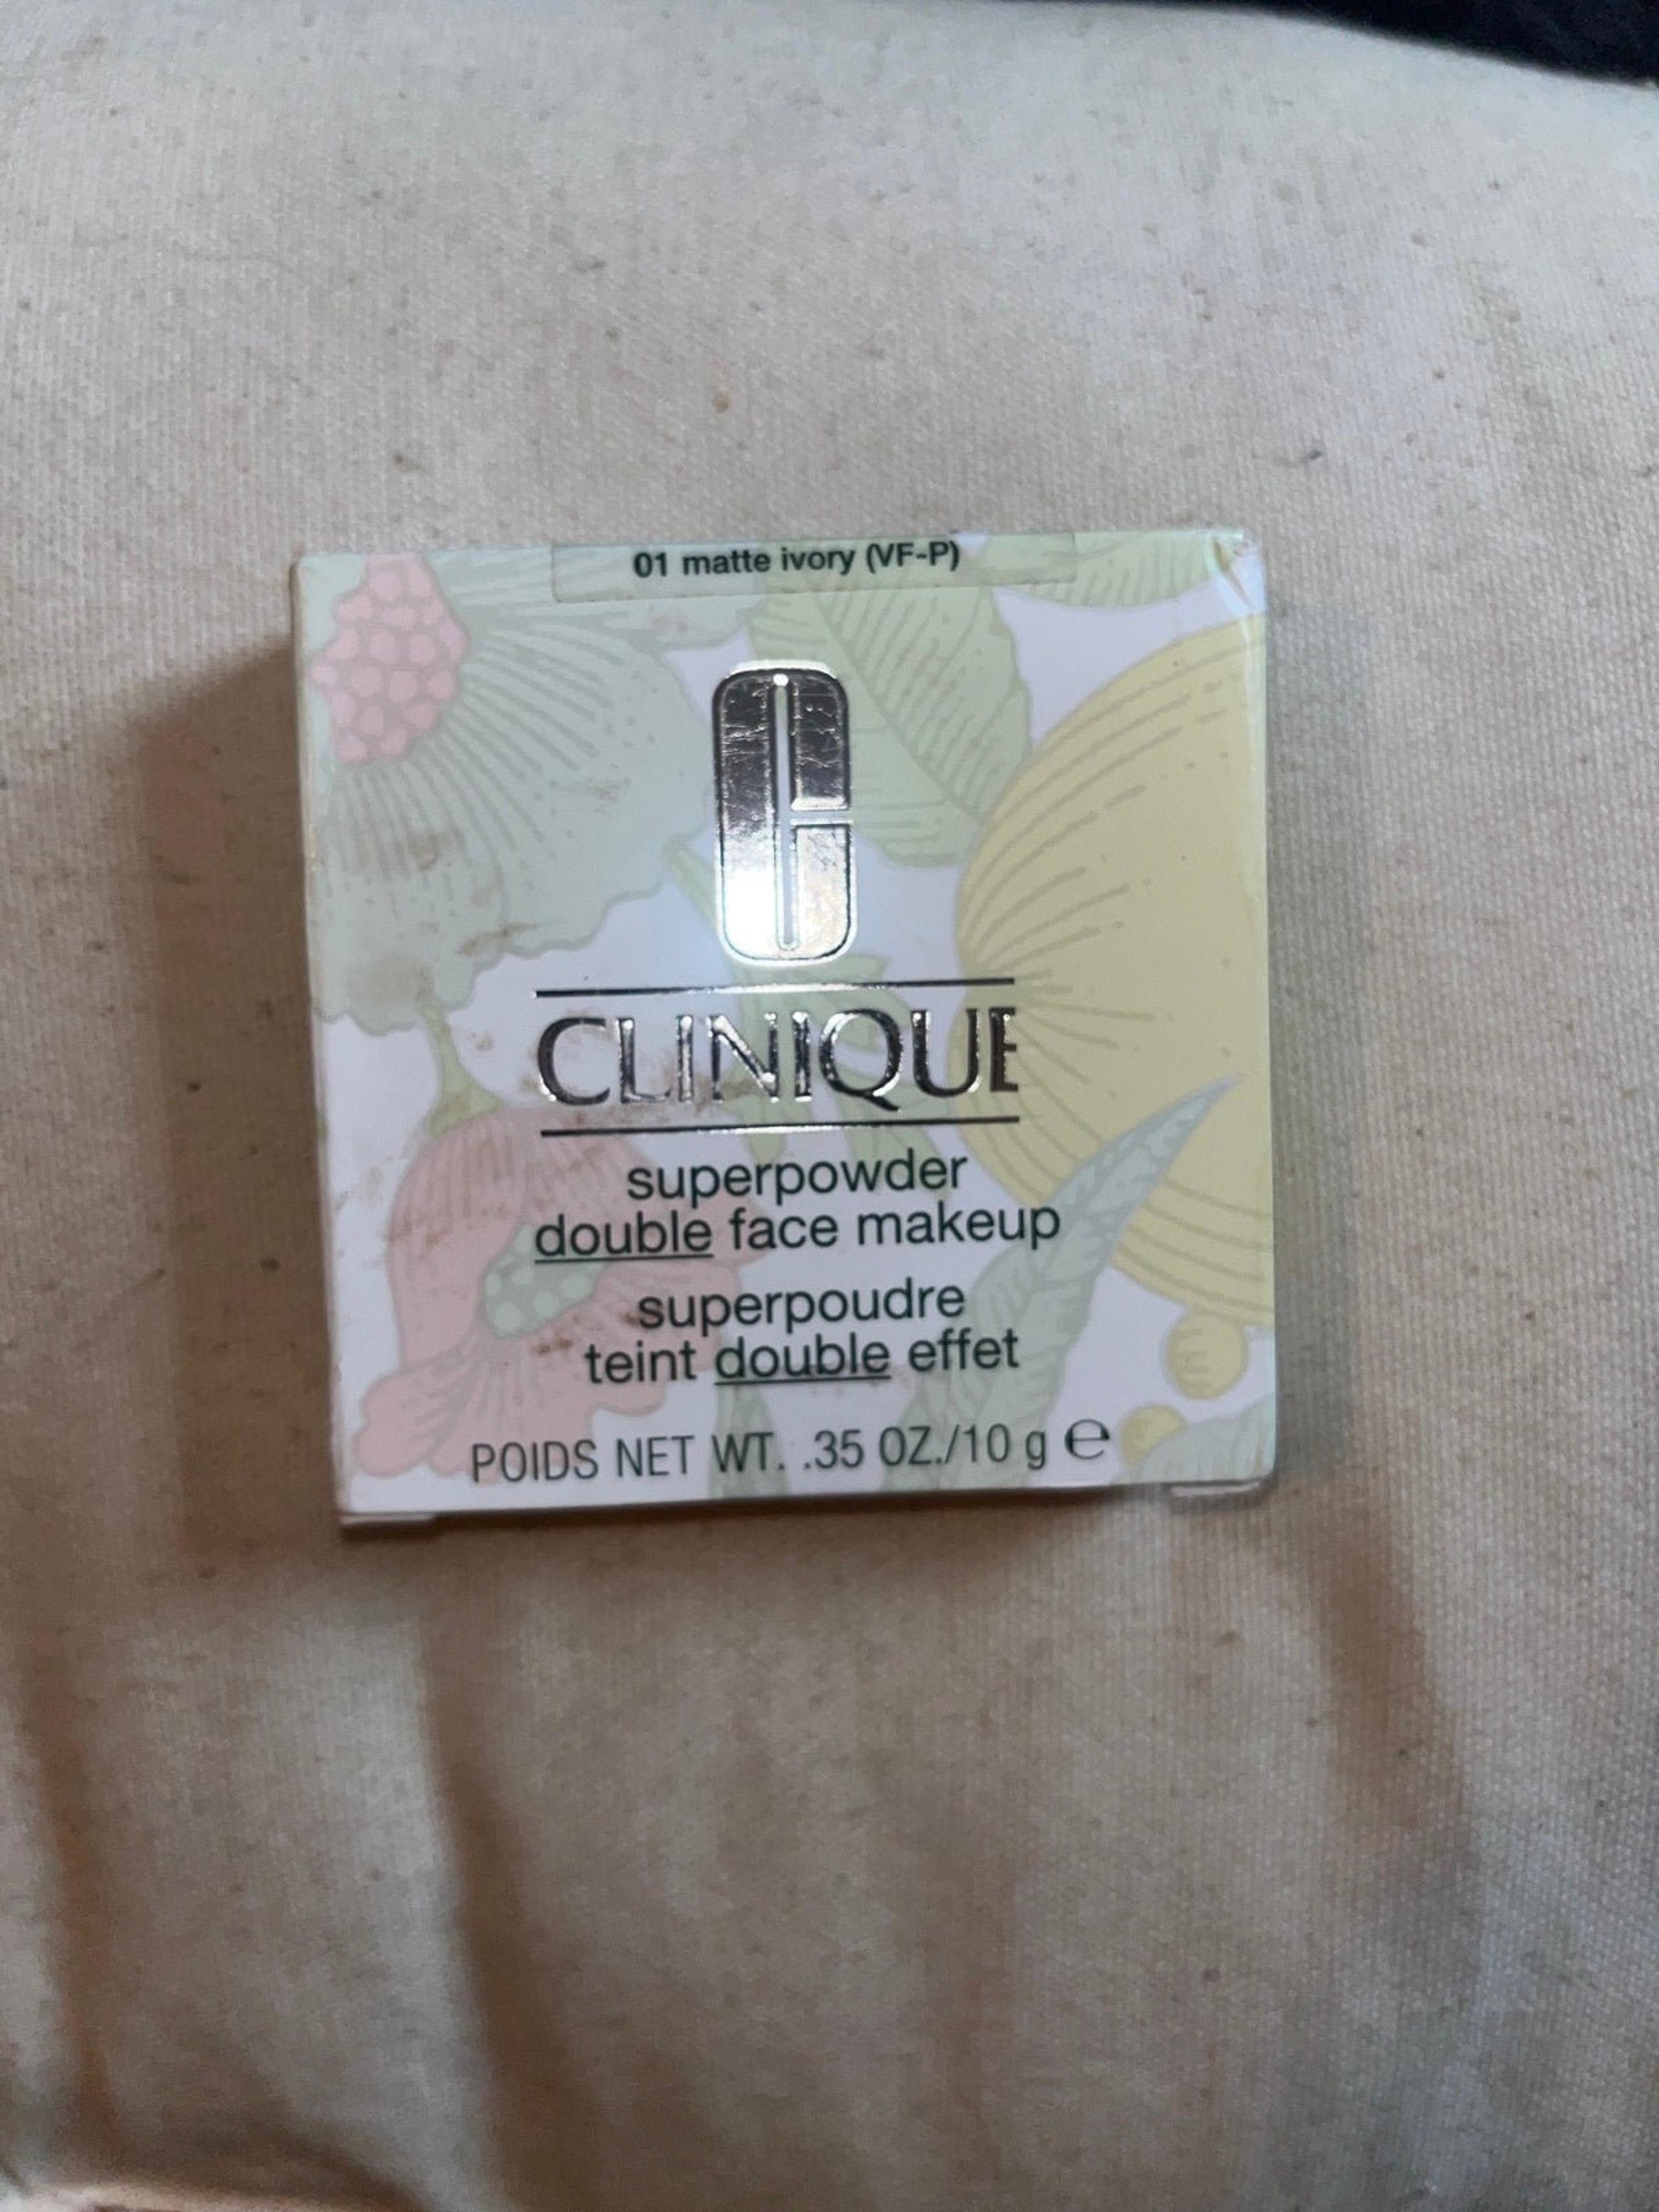 01 matte ivory (VF-P)
CLINIQUE
superpowder
double face makeup
superpoudre
teint double effet
POIDS NET WT. .35 OZ./10 g ℮